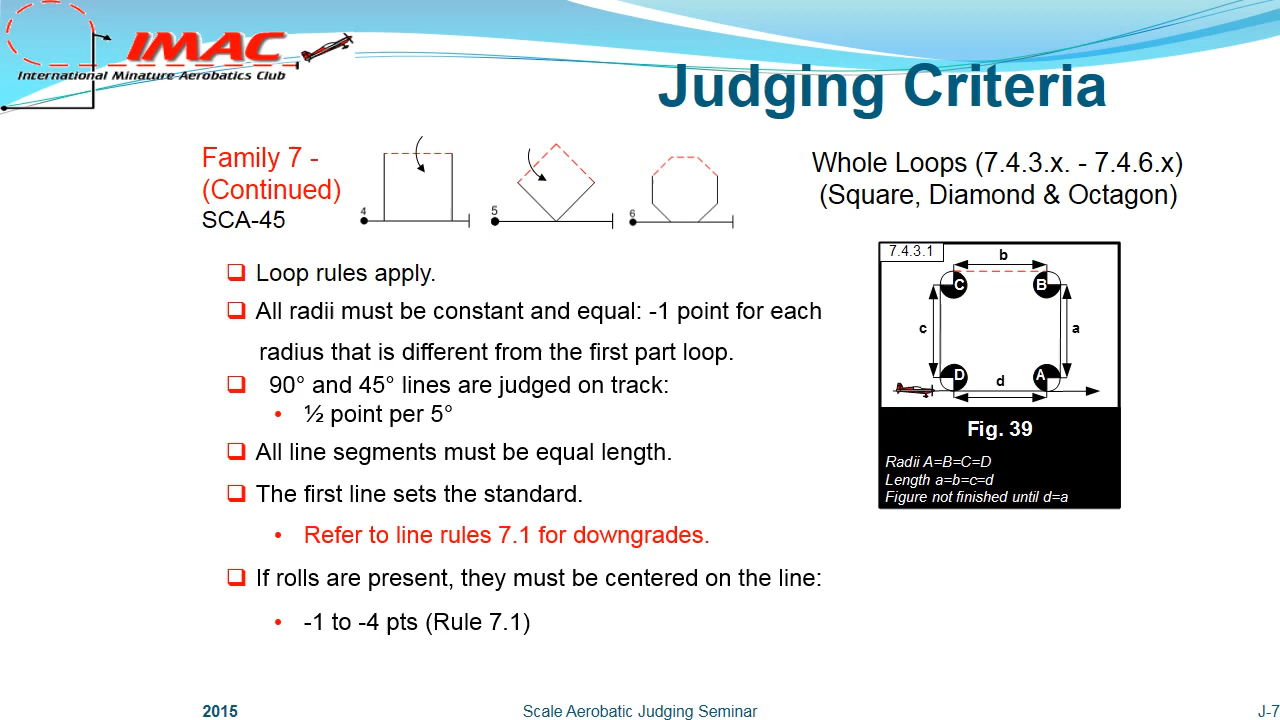 IMAC
International Minature Aerobatics Club
Judging Criteria
Family 7 -
(Continued)
SCA-45
4
5
6
Whole Loops (7.4.3.x. - 7.4.6.x)
(Square, Diamond & Octagon)
❑ Loop rules apply.
❑ All radii must be constant and equal: -1 point for each
radius that is different from the first part loop.
❑ 90° and 45° lines are judged on track:
• ½ point per 5°
❑ All line segments must be equal length.
❑ The first line sets the standard.
• Refer to line rules 7.1 for downgrades.
❑ If rolls are present, they must be centered on the line:
• -1 to -4 pts (Rule 7.1)
7.4.3.1
b
C
B
c
a
D
d
A
Fig. 39
Radii A=B=C=D
Length a=b=c=d
Figure not finished until d=a
2015
Scale Aerobatic Judging Seminar
J-7